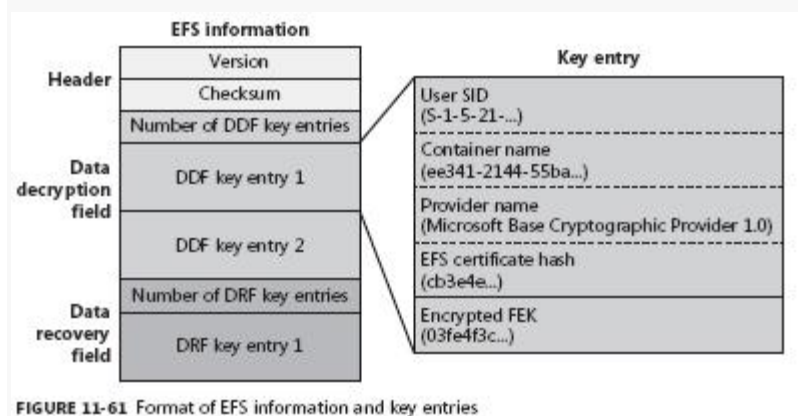 EFS information
Header
Version
Checksum
Data
decryption
field
Number of DDF key entries
DDF key entry 1
DDF key entry 2
Data
recovery
field
Number of DRF key entries
DRF key entry 1
Key entry
User SID
(S-1-5-21-...)
Container name
(ee341-2144-55ba...)
Provider name
(Microsoft Base Cryptographic Provider 1.0)
EFS certificate hash
(cb3e4e...)
Encrypted FEK
(03fe4f3c...)
FIGURE 11-61 Format of EFS information and key entries